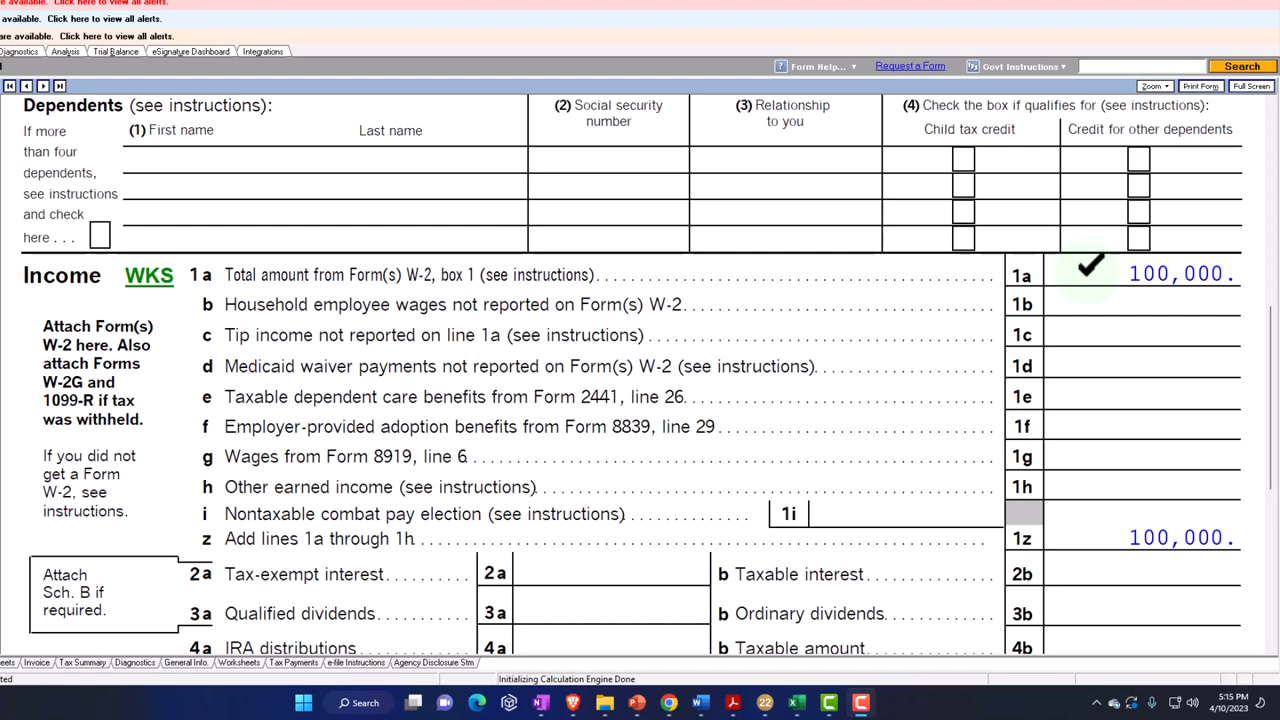 are available. Click here to view all alerts.
available. Click here to view all alerts.
are available. Click here to view all alerts.
Diagnostics Analysis Trial Balance eSignature Dashboard Integrations
Form Help... Request a Form Govt Instructions Search
Zoom Print Form Full Screen
Dependents (see instructions):
(2) Social security
number
(3) Relationship
to you
(4) Check the box if qualifies for (see instructions):
If more
than four
dependents,
see instructions
and check
here . . .
(1) First name Last name
Child tax credit Credit for other dependents
Income WKS
1a Total amount from Form(s) W-2, box 1 (see instructions) 1a 100,000.
b Household employee wages not reported on Form(s) W-2 1b
c Tip income not reported on line 1a (see instructions) 1c
d Medicaid waiver payments not reported on Form(s) W-2 (see instructions) 1d
e Taxable dependent care benefits from Form 2441, line 26 1e
f Employer-provided adoption benefits from Form 8839, line 29 1f
g Wages from Form 8919, line 6 1g
h Other earned income (see instructions) 1h
i Nontaxable combat pay election (see instructions) 1i
z Add lines 1a through 1h 1z 100,000.
Attach Form(s)
W-2 here. Also
attach Forms
W-2G and
1099-R if tax
was withheld.
If you did not
get a Form
W-2, see
instructions.
Attach
Sch. B if
required.
2a Tax-exempt interest 2a b Taxable interest 2b
3a Qualified dividends 3a b Ordinary dividends 3b
4a IRA distributions 4a b Taxable amount 4b
Invoice Tax Summary Diagnostics General Info. Worksheets Tax Payments e-file Instructions Agency Disclosure Stm
Initializing Calculation Engine Done
Search
5:15 PM
4/10/2023